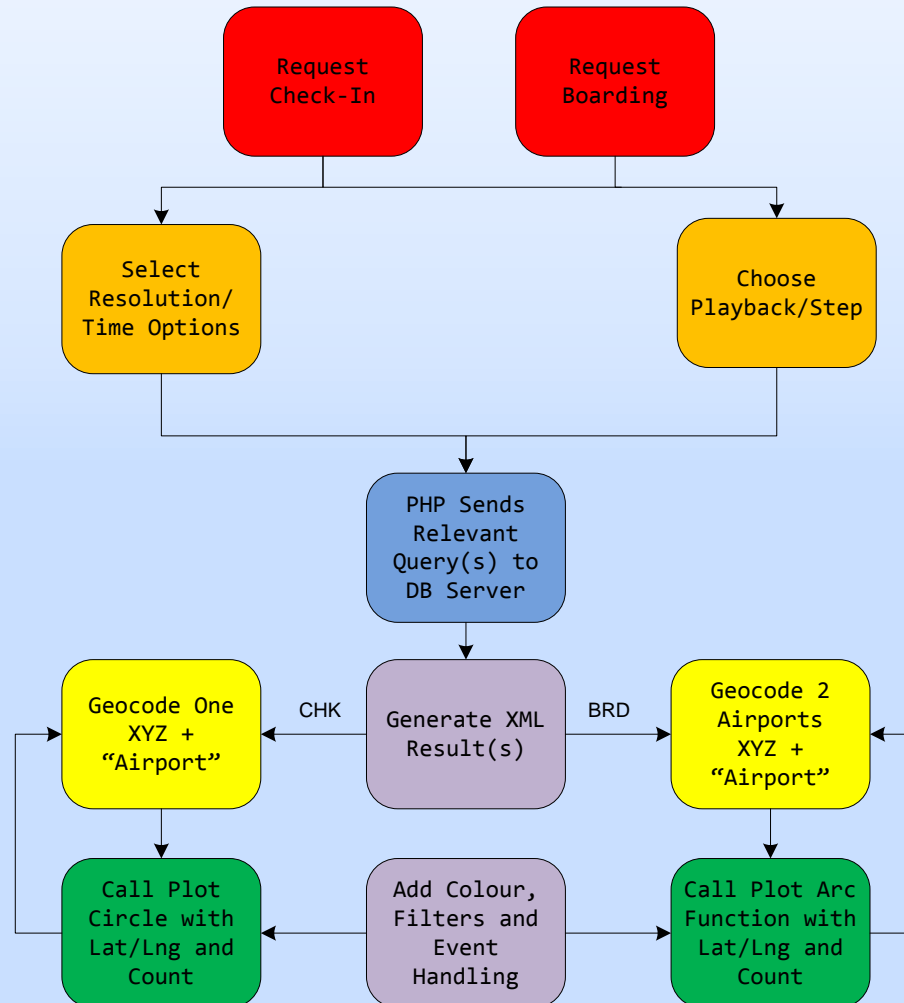 Request
Check-In
Request
Boarding
Select
Resolution/
Time Options
Choose
Playback/Step
PHP Sends
Relevant
Query(s) to
DB Server
Geocode One
XYZ +
“Airport”
CHK
Generate XML
Result(s)
BRD
Geocode 2
Airports
XYZ +
“Airport”
Call Plot
Circle with
Lat/Lng and
Count
Add Colour,
Filters and
Event
Handling
Call Plot Arc
Function with
Lat/Lng and
Count